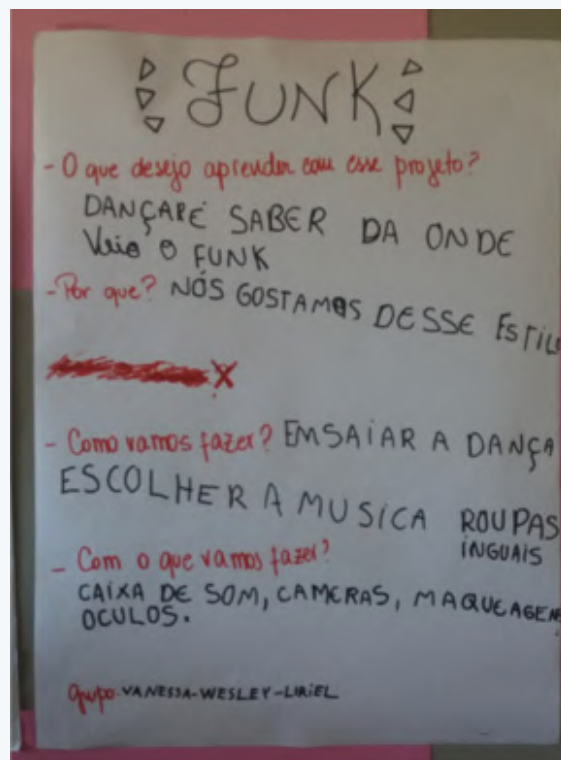 FUNK
- O que desejo aprender com esse projeto?
DANÇARE SABER DA ONDE
Veio O FUNK
- Por que? NÓS GOSTAMOS DESSE ESTILO
- Como vamos fazer? EMSAIAR A DANÇA
ESCOLHER A MUSICA ROUPAS
INGUAIS
- Com o que vamos fazer?
CAIXA DE SOM, CAMERAS, MAQUEAGEM
OCULOS.
Grupo: VANESSA-WESLEY-LIRIEL